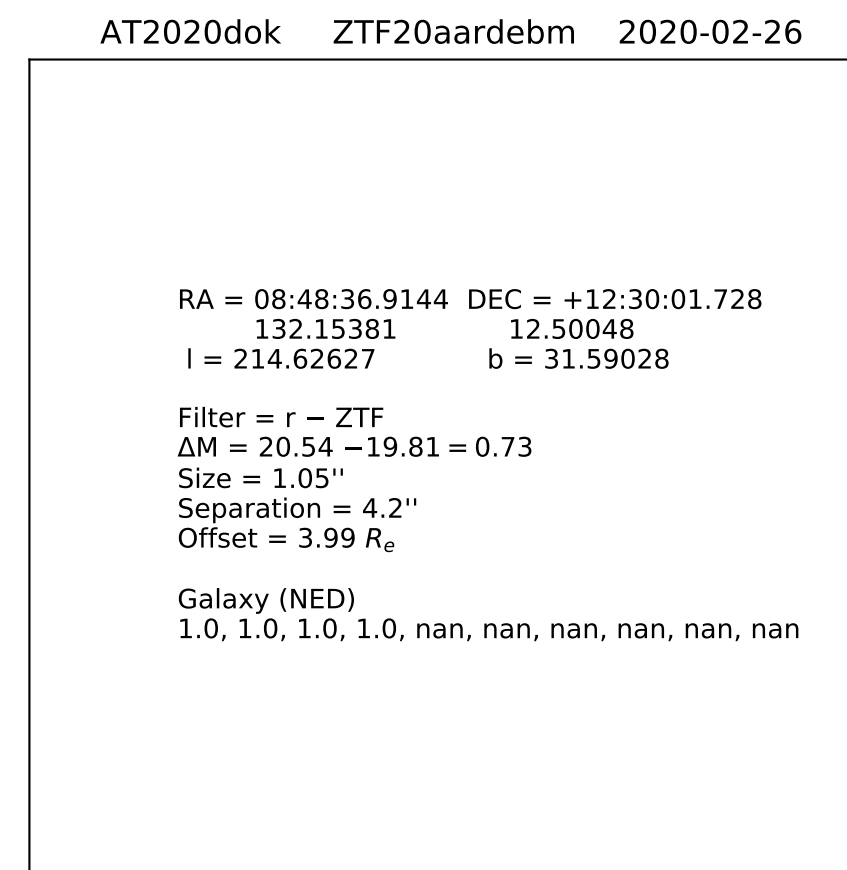 AT2020dok ZTF20aardebm 2020-02-26
RA = 08:48:36.9144 DEC = +12:30:01.728
132.15381 12.50048
l = 214.62627 b = 31.59028
Filter = r − ZTF
ΔM = 20.54 −19.81 = 0.73
Size = 1.05''
Separation = 4.2''
Offset = 3.99 Re
Galaxy (NED)
1.0, 1.0, 1.0, 1.0, nan, nan, nan, nan, nan, nan